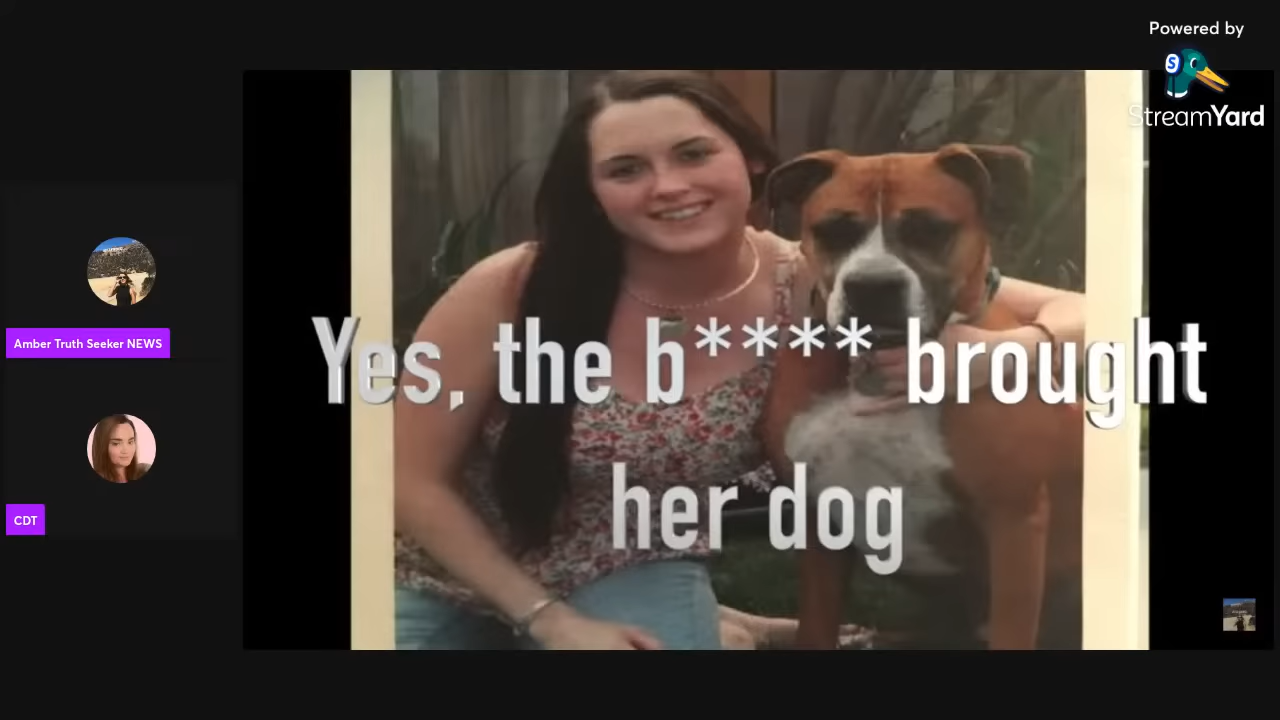 Powered by
StreamYard
Amber Truth Seeker NEWS
CDT
Yes, the b**** brought
her dog